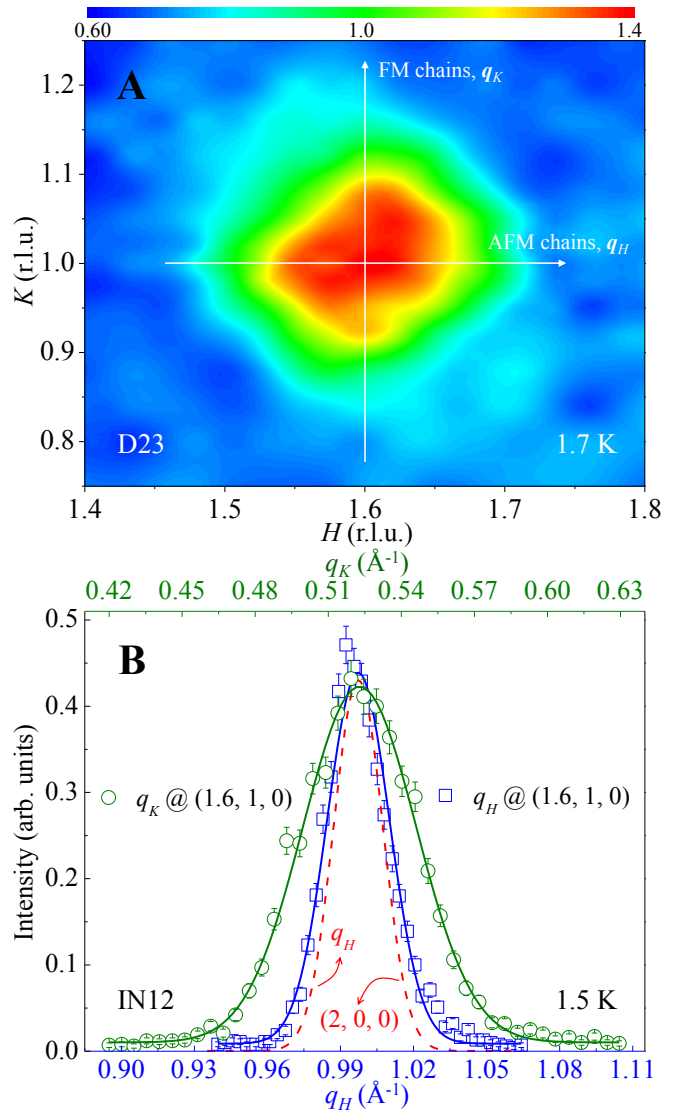 0.60 1.0 1.4
A
FM chains, q_K
AFM chains, q_H
D23
1.7 K
K (r.l.u.)
1.2
1.1
1.0
0.9
0.8
1.4 1.5 1.6 1.7 1.8
H (r.l.u.)
q_K (Å⁻¹)
0.42 0.45 0.48 0.51 0.54 0.57 0.60 0.63
B
Intensity (arb. units)
0.5
0.4
0.3
0.2
0.1
0.0
q_K @ (1.6, 1, 0)
q_H @ (1.6, 1, 0)
q_H
(2, 0, 0)
IN12
1.5 K
0.90 0.93 0.96 0.99 1.02 1.05 1.08 1.11
q_H (Å⁻¹)